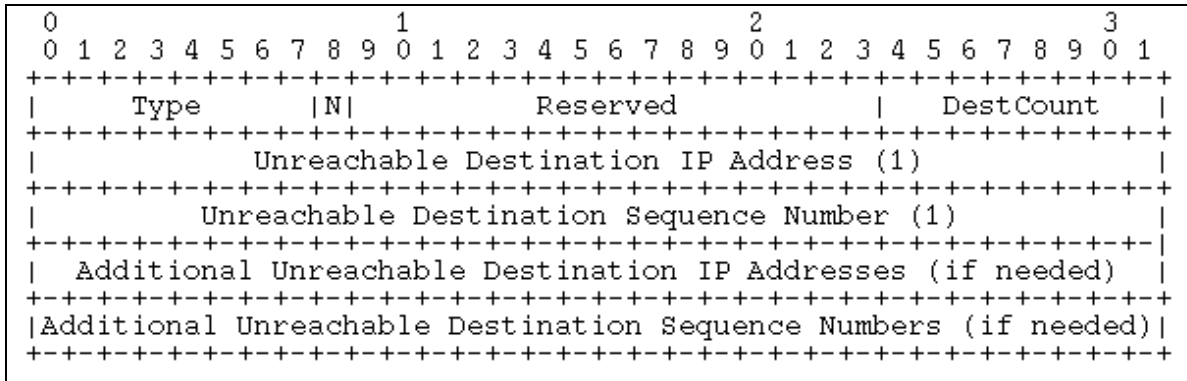 0                   1                   2                   3
0 1 2 3 4 5 6 7 8 9 0 1 2 3 4 5 6 7 8 9 0 1 2 3 4 5 6 7 8 9 0 1
+-+-+-+-+-+-+-+-+-+-+-+-+-+-+-+-+-+-+-+-+-+-+-+-+-+-+-+-+-+-+-+-+
|     Type      |N|          Reserved           |   DestCount   |
+-+-+-+-+-+-+-+-+-+-+-+-+-+-+-+-+-+-+-+-+-+-+-+-+-+-+-+-+-+-+-+-+
|            Unreachable Destination IP Address (1)             |
+-+-+-+-+-+-+-+-+-+-+-+-+-+-+-+-+-+-+-+-+-+-+-+-+-+-+-+-+-+-+-+-+
|         Unreachable Destination Sequence Number (1)           |
+-+-+-+-+-+-+-+-+-+-+-+-+-+-+-+-+-+-+-+-+-+-+-+-+-+-+-+-+-+-+-+-|
|  Additional Unreachable Destination IP Addresses (if needed)  |
+-+-+-+-+-+-+-+-+-+-+-+-+-+-+-+-+-+-+-+-+-+-+-+-+-+-+-+-+-+-+-+-+
|Additional Unreachable Destination Sequence Numbers (if needed)|
+-+-+-+-+-+-+-+-+-+-+-+-+-+-+-+-+-+-+-+-+-+-+-+-+-+-+-+-+-+-+-+-+